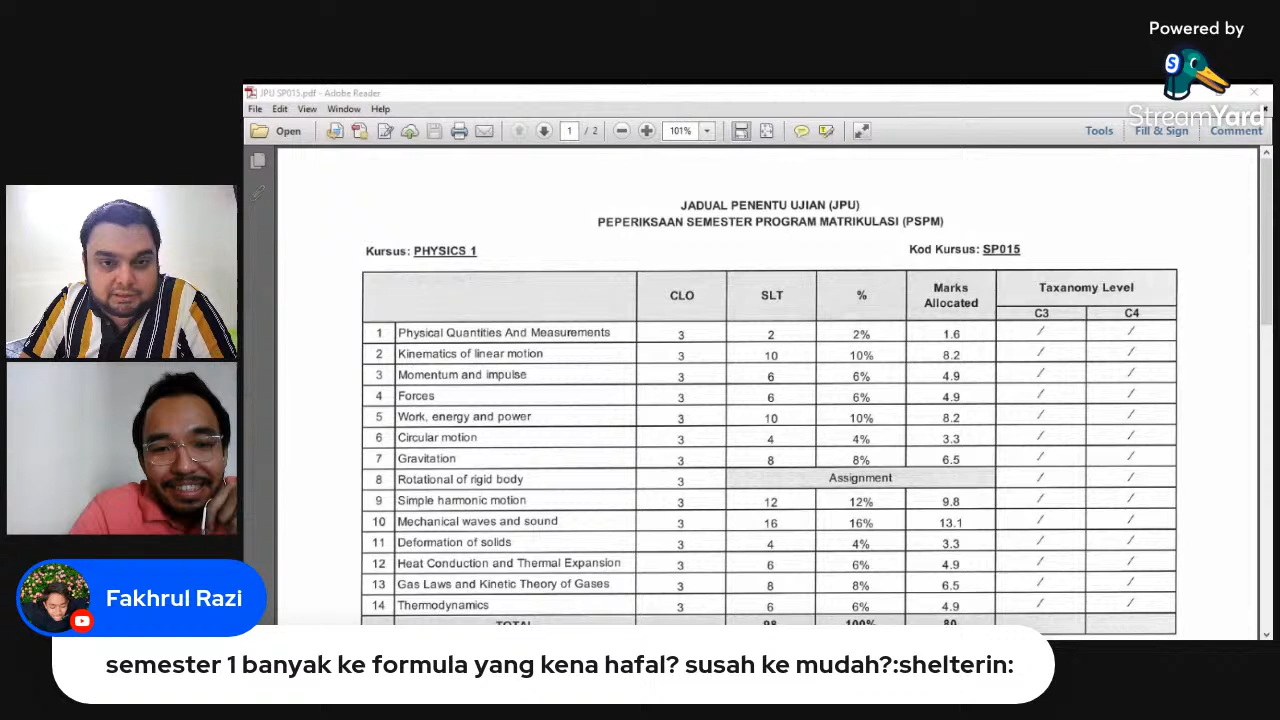 Powered by
StreamYard
JPU SP015.pdf - Adobe Reader
File Edit View Window Help
Open 1 / 2 101% Tools Fill & Sign Comment
JADUAL PENENTU UJIAN (JPU)
PEPERIKSAAN SEMESTER PROGRAM MATRIKULASI (PSPM)
Kursus: PHYSICS 1 Kod Kursus: SP015
CLO SLT % Marks Allocated Taxanomy Level
C3 C4
1 Physical Quantities And Measurements 3 2 2% 1.6 / /
2 Kinematics of linear motion 3 10 10% 8.2 / /
3 Momentum and impulse 3 6 6% 4.9 / /
4 Forces 3 6 6% 4.9 / /
5 Work, energy and power 3 10 10% 8.2 / /
6 Circular motion 3 4 4% 3.3 / /
7 Gravitation 3 8 8% 6.5 / /
8 Rotational of rigid body 3 Assignment / /
9 Simple harmonic motion 3 12 12% 9.8 / /
10 Mechanical waves and sound 3 16 16% 13.1 / /
11 Deformation of solids 3 4 4% 3.3 / /
12 Heat Conduction and Thermal Expansion 3 6 6% 4.9 / /
13 Gas Laws and Kinetic Theory of Gases 3 8 8% 6.5 / /
14 Thermodynamics 3 6 6% 4.9 / /
TOTAL 98 100% 80
Fakhrul Razi
semester 1 banyak ke formula yang kena hafal? susah ke mudah?:shelterin: